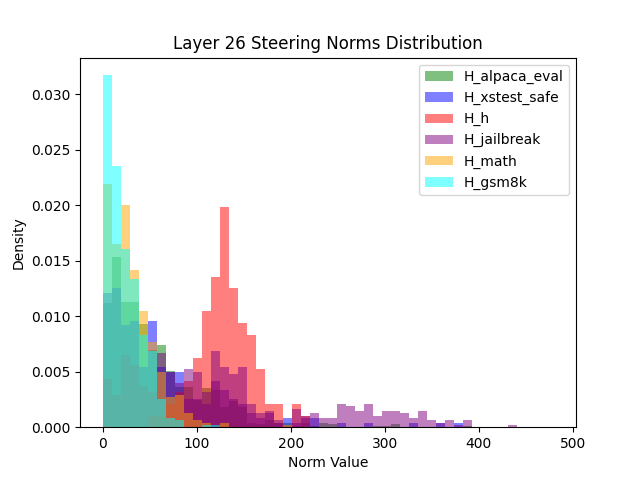 Layer 26 Steering Norms Distribution
H_alpaca_eval
H_xstest_safe
H_h
H_jailbreak
H_math
H_gsm8k
Density
0.030
0.025
0.020
0.015
0.010
0.005
0.000
0
100
200
300
400
500
Norm Value